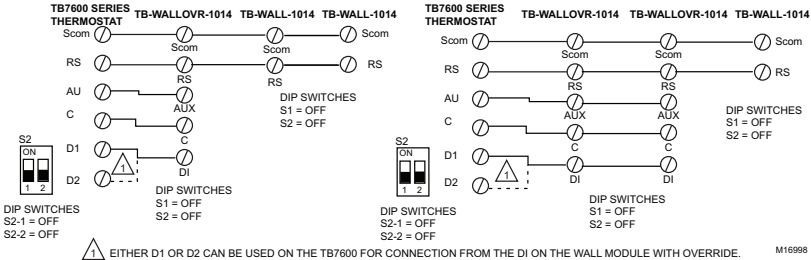 TB7600 SERIES THERMOSTAT
TB-WALLOVR-1014
TB-WALL-1014
TB-WALL-1014
Scom
Scom
Scom
Scom
RS
RS
RS
RS
AU
AUX
C
C
D1
DI
D2
1
DIP SWITCHES
S1 = OFF
S2 = OFF
DIP SWITCHES
S1 = OFF
S2 = OFF
S2
ON
1 2
DIP SWITCHES
S2-1 = OFF
S2-2 = OFF
TB7600 SERIES THERMOSTAT
TB-WALLOVR-1014
TB-WALLOVR-1014
TB-WALL-1014
Scom
Scom
Scom
Scom
RS
RS
RS
RS
AU
AUX
AUX
C
C
C
D1
DI
DI
D2
1
DIP SWITCHES
S1 = OFF
S2 = OFF
DIP SWITCHES
S1 = OFF
S2 = OFF
S2
ON
1 2
DIP SWITCHES
S2-1 = OFF
S2-2 = OFF
1 EITHER D1 OR D2 CAN BE USED ON THE TB7600 FOR CONNECTION FROM THE DI ON THE WALL MODULE WITH OVERRIDE.
M16998